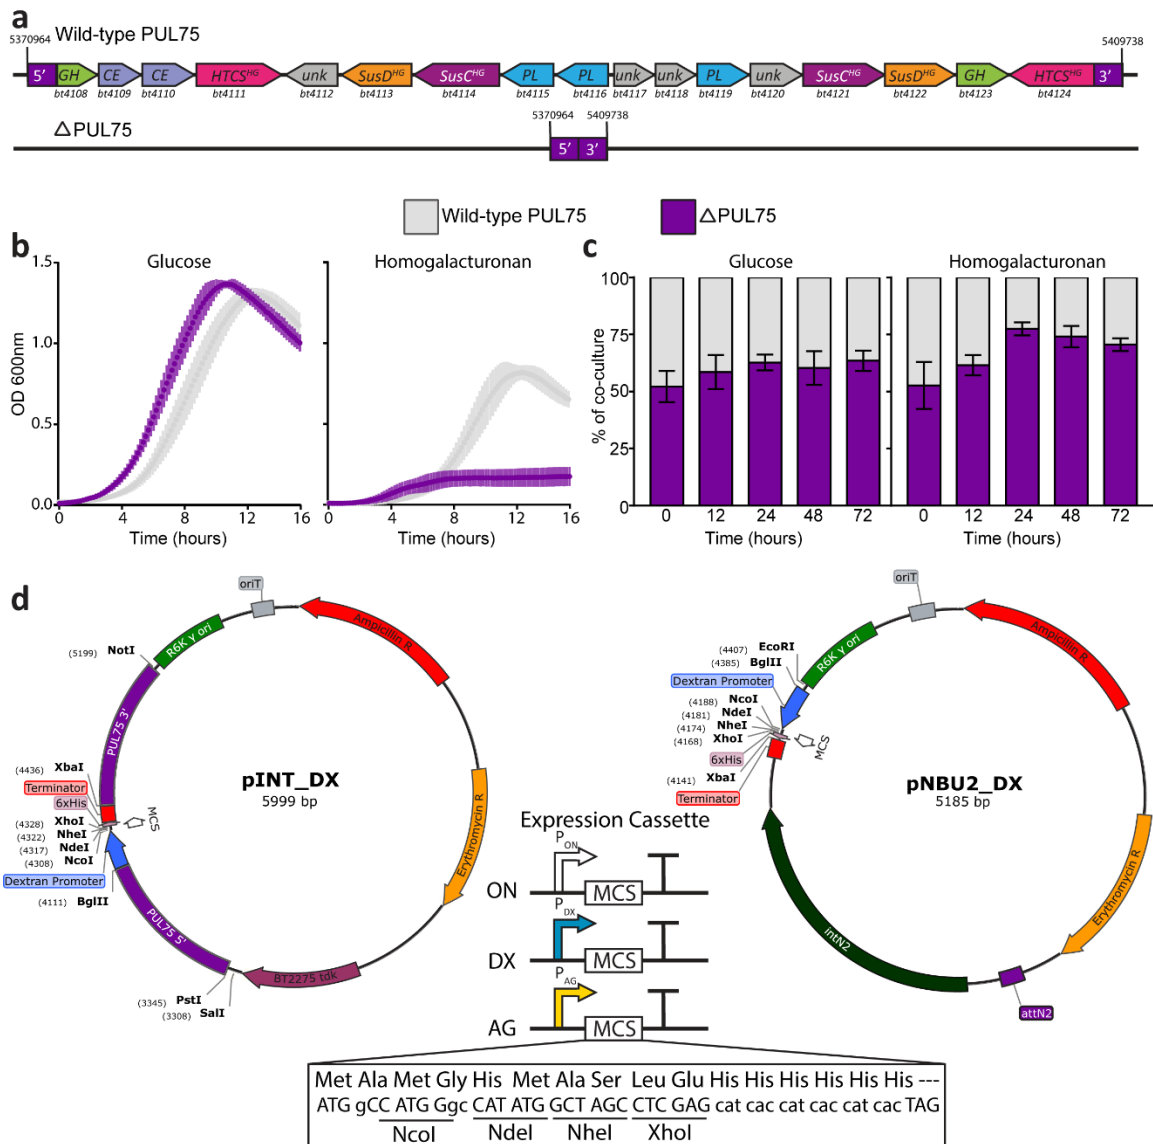 a
Wild-type PUL75
5370964
5409738
5' GH CE CE HTCS^HG unk SusD^HG SusC^HG PL PL unk unk PL unk SusC^HG SusD^HG GH HTCS^HG 3'
bt4108 bt4109 bt4110 bt4111 bt4112 bt4113 bt4114 bt4115 bt4116 bt4117 bt4118 bt4119 bt4120 bt4121 bt4122 bt4123 bt4124
△PUL75
5370964 5409738
5' 3'
Wild-type PUL75
△PUL75
b
Glucose
Homogalacturonan
OD 600nm
1.5
1.0
0.5
0.0
0 4 8 12 16
0 4 8 12 16
Time (hours)
Time (hours)
c
Glucose
Homogalacturonan
% of co-culture
100
75
50
25
0
0 12 24 48 72
0 12 24 48 72
Time (hours)
Time (hours)
d
oriT
Ampicillin R
R6K γ ori
(5199) NotI
PUL75 3'
(4436) XbaI
Terminator
6xHis
(4328) XhoI
(4322) NheI
(4317) NdeI
(4308) NcoI
MCS
Dextran Promoter
(4111) BglII
PUL75 5'
(3345) PstI
(3308) SalI
BT2275 tdk
Erythromycin R
pINT_DX
5999 bp
oriT
Ampicillin R
R6K γ ori
(4407) EcoRI
(4385) BglII
Dextran Promoter
(4188) NcoI
(4181) NdeI
(4174) NheI
(4168) XhoI
MCS
6xHis
XbaI
(4141)
Terminator
intN2
attN2
Erythromycin R
pNBU2_DX
5185 bp
Expression Cassette
P_ON
ON MCS
P_DX
DX MCS
P_AG
AG MCS
Met Ala Met Gly His Met Ala Ser Leu Glu His His His His His His ---
ATG gCC ATG Ggc CAT ATG GCT AGC CTC GAG cat cac cat cac cat cac TAG
NcoI NdeI NheI XhoI